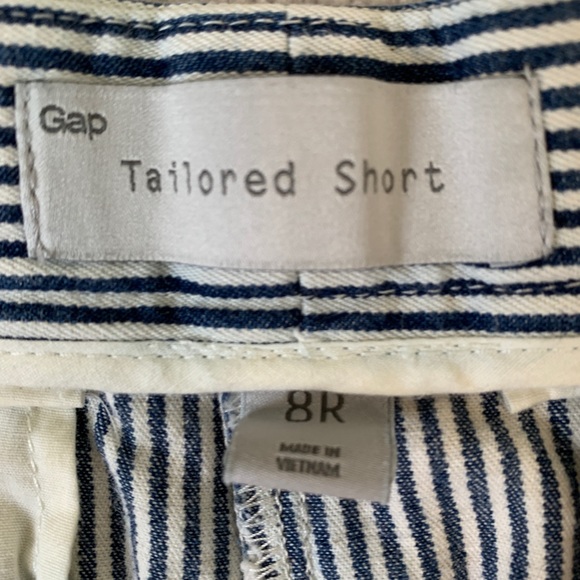 Gap
Tailored Short
8R
MADE IN
VIETNAM